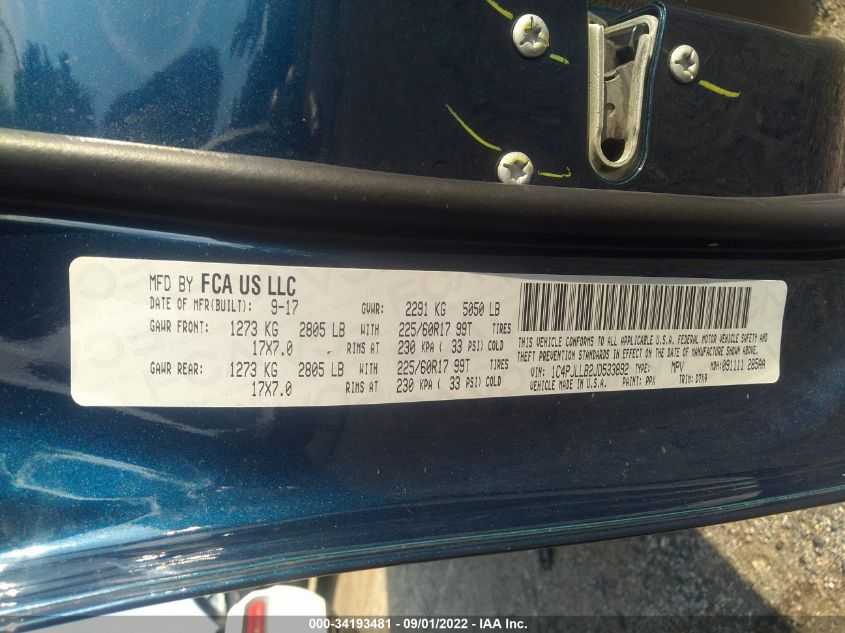 MFD BY FCA US LLC
DATE OF MFR(BUILT): 9-17 GVWR: 2291 KG 5050 LB
GAWR FRONT: 1273 KG 2805 LB WITH 225/60R17 99T TIRES
17X7.0 RIMS AT 230 KPA ( 33 PSI) COLD
GAWR REAR: 1273 KG 2805 LB WITH 225/60R17 99T TIRES
17X7.0 RIMS AT 230 KPA ( 33 PSI) COLD
THIS VEHICLE CONFORMS TO ALL APPLICABLE U.S.A. FEDERAL MOTOR VEHICLE SAFETY AND
THEFT PREVENTION STANDARDS IN EFFECT ON THE DATE OF MANUFACTURE SHOWN ABOVE.
VIN: 1C4PJLLB2JD533892 TYPE: MPV MDH: 091111 285AA
VEHICLE MADE IN U.S.A. PAINT: PPX TRIM: D7X9
000-34193481 - 09/01/2022 - IAA Inc.